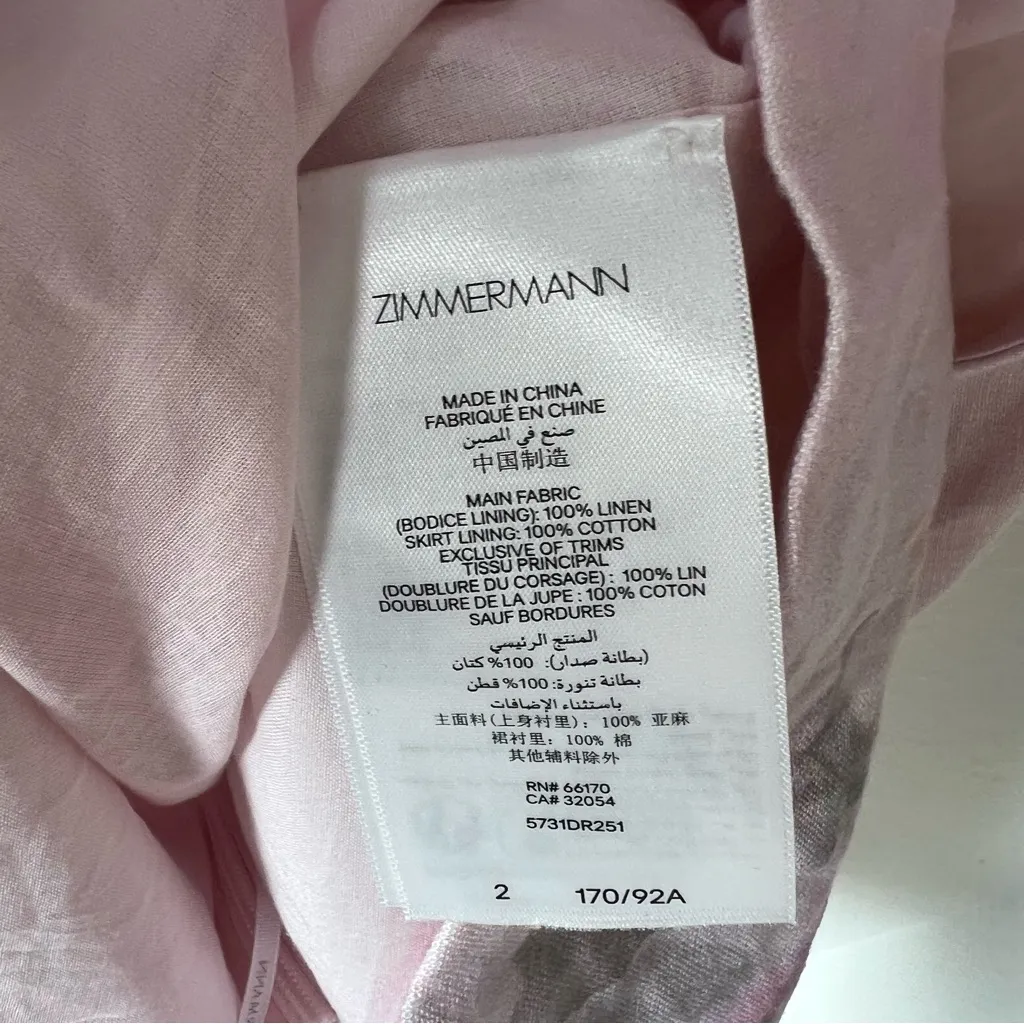 ZIMMERMANN
MADE IN CHINA
FABRIQUÉ EN CHINE
صنع في المصين
中国制造
MAIN FABRIC
(BODICE LINING): 100% LINEN
SKIRT LINING: 100% COTTON
EXCLUSIVE OF TRIMS
TISSU PRINCIPAL
(DOUBLURE DU CORSAGE) : 100% LIN
DOUBLURE DE LA JUPE : 100% COTON
SAUF BORDURES
المنتج الرئيسي
(بطانة صدار): 100% كتان
بطانة تنورة: 100% قطن
باستثناء الإضافات
主面料(上身衬里): 100% 亚麻
裙衬里: 100% 棉
其他辅料除外
RN# 66170
CA# 32054
5731DR251
2 170/92A